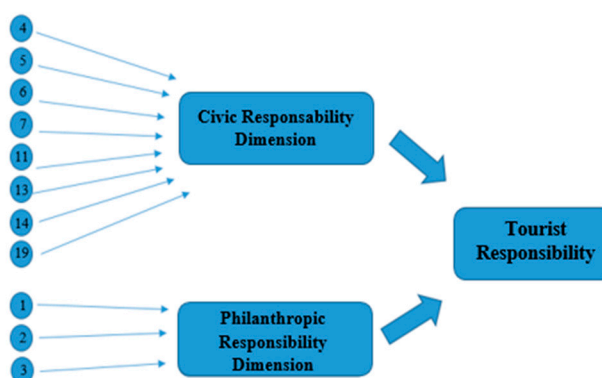 4
5
6
7
11
13
14
19
Civic Responsability
Dimension
Tourist
Responsibility
1
2
3
Philanthropic
Responsibility
Dimension